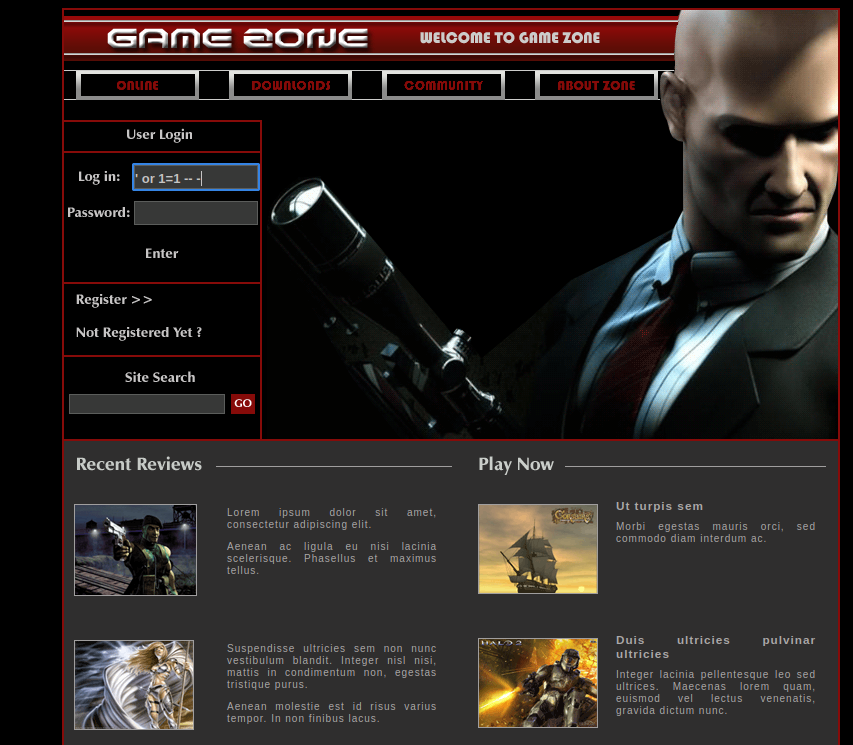 GAME ZONE
WELCOME TO GAME ZONE
ONLINE
DOWNLOADS
COMMUNITY
ABOUT ZONE
User Login
Log in:
' or 1=1 -- -
Password:
Enter
Register >>
Not Registered Yet ?
Site Search
GO
Recent Reviews
Lorem ipsum dolor sit amet,
consectetur adipiscing elit.
Aenean ac ligula eu nisi lacinia
scelerisque. Phasellus et maximus
tellus.
Suspendisse ultricies sem non nunc
vestibulum blandit. Integer nisl nisi,
mattis in condimentum non, egestas
tristique purus.
Aenean molestie est id risus varius
tempor. In non finibus lacus.
Play Now
Ut turpis sem
Morbi egestas mauris orci, sed
commodo diam interdum ac.
HALO 2
Duis ultricies pulvinar
ultricies
Integer lacinia pellentesque leo sed
ultrices. Maecenas lorem quam,
euismod vel lectus venenatis,
gravida dictum nunc.